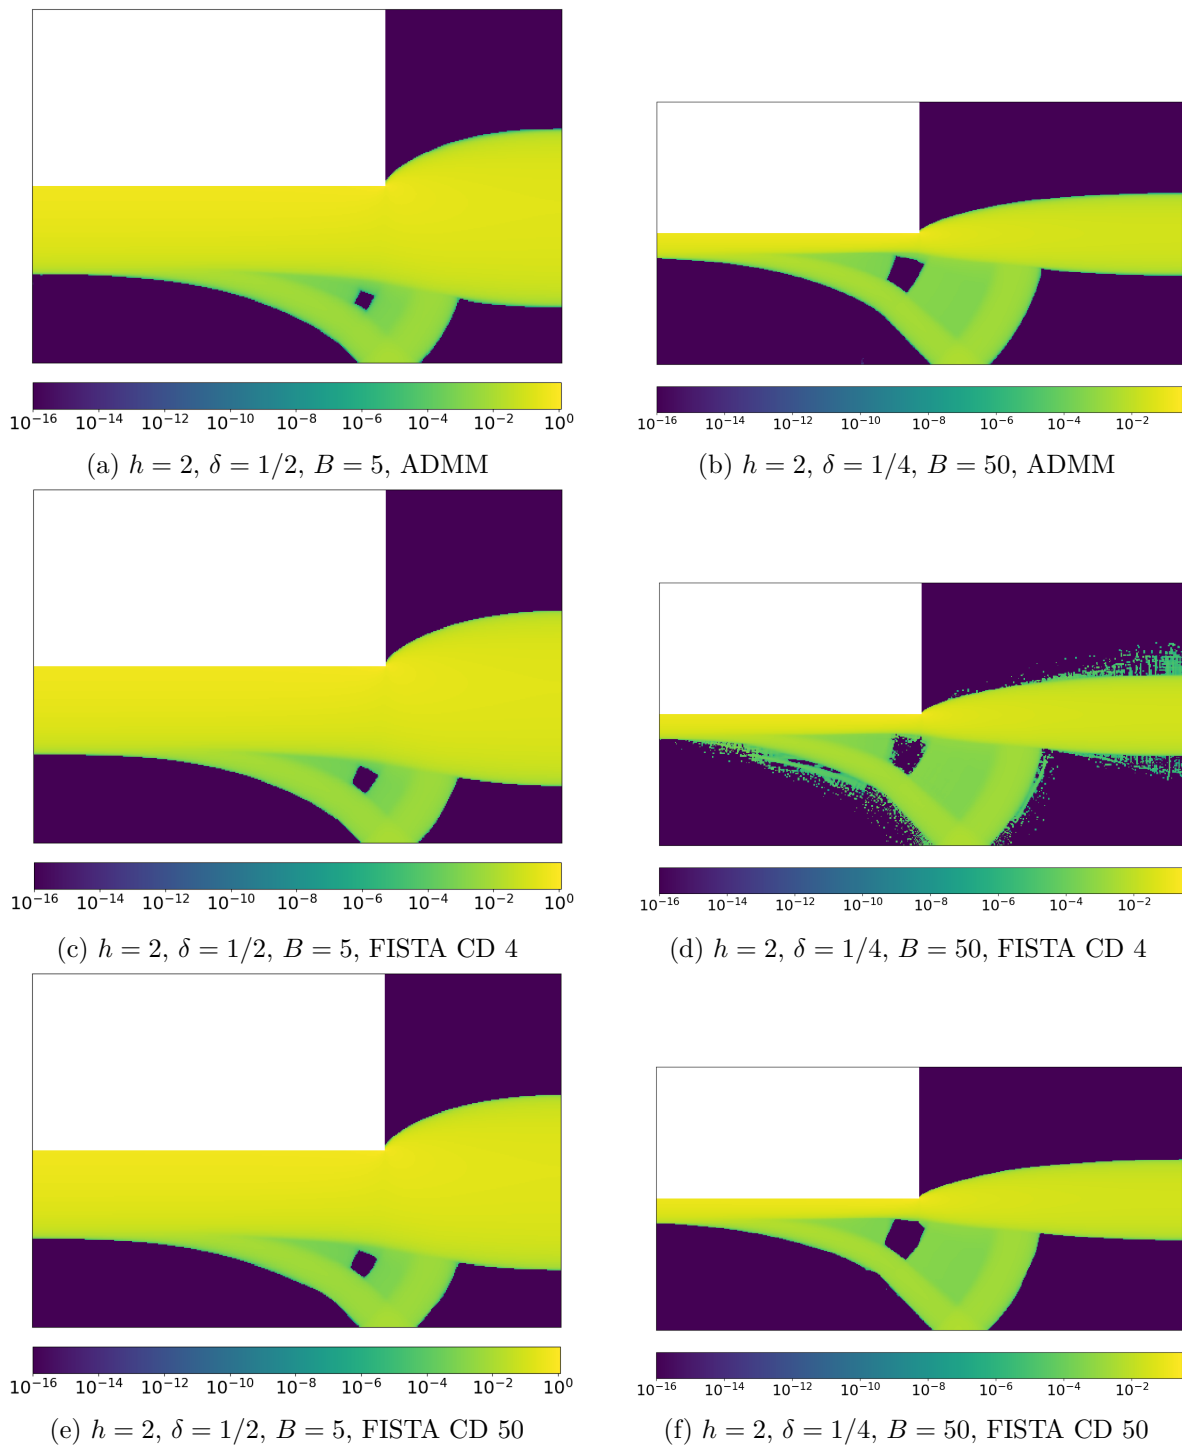 10⁻¹⁶ 10⁻¹⁴ 10⁻¹² 10⁻¹⁰ 10⁻⁸ 10⁻⁶ 10⁻⁴ 10⁻² 10⁰
10⁻¹⁶ 10⁻¹⁴ 10⁻¹² 10⁻¹⁰ 10⁻⁸ 10⁻⁶ 10⁻⁴ 10⁻²
(a) h = 2, δ = 1/2, B = 5, ADMM
(b) h = 2, δ = 1/4, B = 50, ADMM
10⁻¹⁶ 10⁻¹⁴ 10⁻¹² 10⁻¹⁰ 10⁻⁸ 10⁻⁶ 10⁻⁴ 10⁻² 10⁰
10⁻¹⁶ 10⁻¹⁴ 10⁻¹² 10⁻¹⁰ 10⁻⁸ 10⁻⁶ 10⁻⁴ 10⁻²
(c) h = 2, δ = 1/2, B = 5, FISTA CD 4
(d) h = 2, δ = 1/4, B = 50, FISTA CD 4
10⁻¹⁶ 10⁻¹⁴ 10⁻¹² 10⁻¹⁰ 10⁻⁸ 10⁻⁶ 10⁻⁴ 10⁻² 10⁰
10⁻¹⁶ 10⁻¹⁴ 10⁻¹² 10⁻¹⁰ 10⁻⁸ 10⁻⁶ 10⁻⁴ 10⁻²
(e) h = 2, δ = 1/2, B = 5, FISTA CD 50
(f) h = 2, δ = 1/4, B = 50, FISTA CD 50